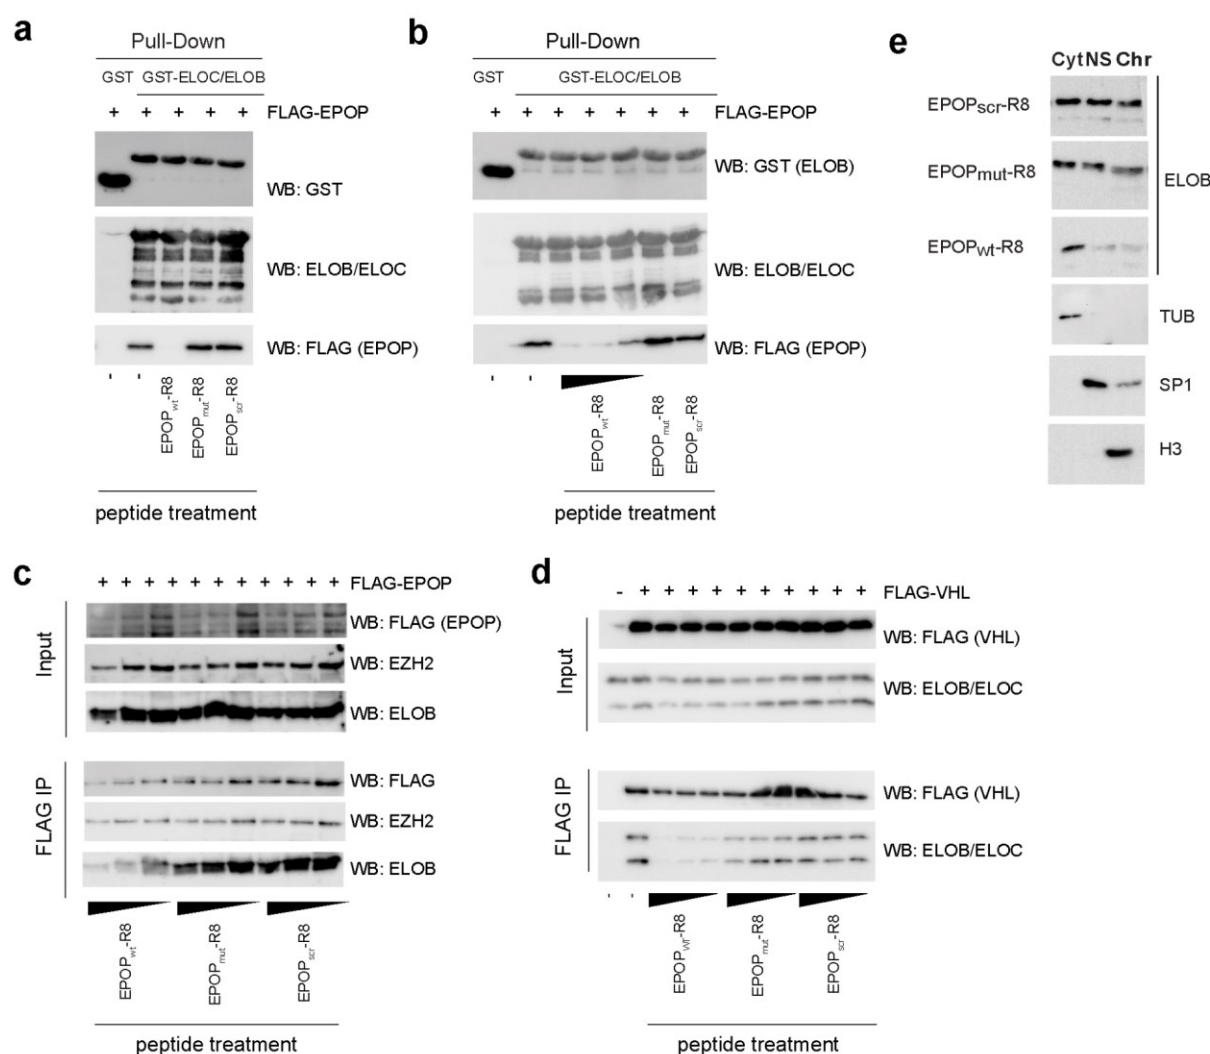 a
Pull-Down
GST GST-ELOC/ELOB
+ + + + + FLAG-EPOP
WB: GST
WB: ELOB/ELOC
WB: FLAG (EPOP)
- - EPOPwt-R8 EPOPmut-R8 EPOPscr-R8
peptide treatment
b
Pull-Down
GST GST-ELOC/ELOB
+ + + + + + + FLAG-EPOP
WB: GST (ELOB)
WB: ELOB/ELOC
WB: FLAG (EPOP)
- - EPOPwt-R8 EPOPmut-R8 EPOPscr-R8
peptide treatment
e
Cyt NS Chr
EPOPscr-R8
EPOPmut-R8
ELOB
EPOPwt-R8
TUB
SP1
H3
c
+ + + + + + + + + + + FLAG-EPOP
Input
WB: FLAG (EPOP)
WB: EZH2
WB: ELOB
FLAG IP
WB: FLAG
WB: EZH2
WB: ELOB
EPOPwt-R8 EPOPmut-R8 EPOPscr-R8
peptide treatment
d
- + + + + + + + + + + FLAG-VHL
Input
WB: FLAG (VHL)
WB: ELOB/ELOC
FLAG IP
WB: FLAG (VHL)
WB: ELOB/ELOC
- - EPOPWT-R8 EPOPmut-R8 EPOPscr-R8
peptide treatment